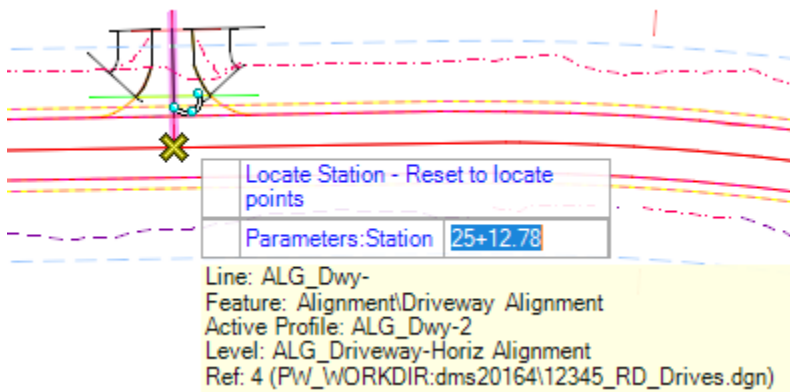 Locate Station - Reset to locate
points
Parameters:Station 25+12.78
Line: ALG_Dwy-
Feature: Alignment\Driveway Alignment
Active Profile: ALG_Dwy-2
Level: ALG_Driveway-Horiz Alignment
Ref: 4 (PW_WORKDIR:dms20164\12345_RD_Drives.dgn)